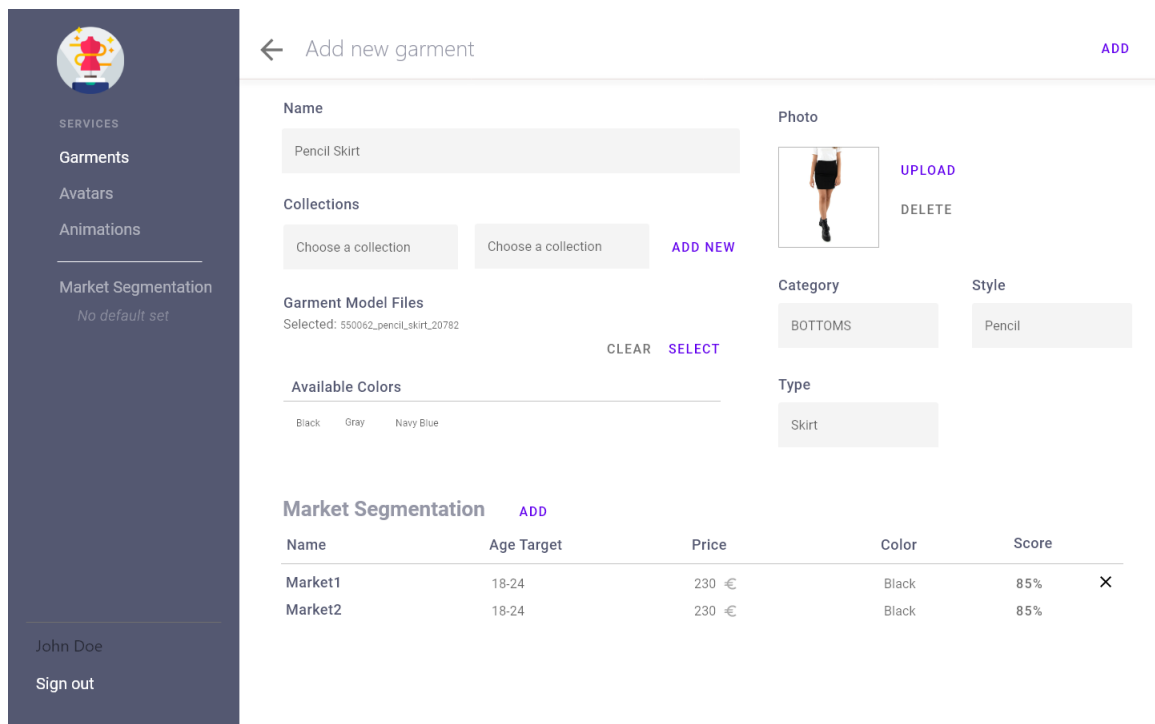 SERVICES
Garments
Avatars
Animations
Market Segmentation
No default set
John Doe
Sign out
Add new garment
ADD
Name
Pencil Skirt
Collections
Choose a collection
Choose a collection
ADD NEW
Garment Model Files
Selected: 550062_pencil_skirt_20782
CLEAR SELECT
Available Colors
Black Gray Navy Blue
Photo
UPLOAD
DELETE
Category Style
BOTTOMS Pencil
Type
Skirt
Market Segmentation ADD
Name Age Target Price Color Score
Market1 18-24 230 € Black 85%
Market2 18-24 230 € Black 85%